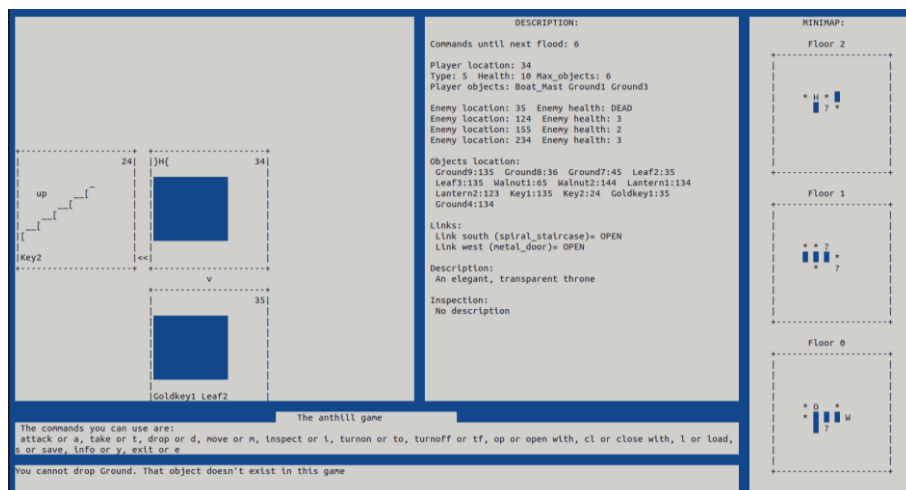 DESCRIPTION:
Commands until next flood: 6
Player location: 34
Type: 5  Health: 10 Max_objects: 6
Player objects: Boat_Mast Ground1 Ground3
Enemy location: 35  Enemy health: DEAD
Enemy location: 124  Enemy health: 3
Enemy location: 155  Enemy health: 2
Enemy location: 234  Enemy health: 3
Objects location:
Ground9:135  Ground8:36  Ground7:45  Leaf2:35
Leaf3:135  Walnut1:65  Walnut2:144  Lantern1:134
Lantern2:123  Key1:135  Key2:24  Goldkey1:35
Ground4:134
Links:
Link south (spiral_staircase)= OPEN
Link west (metal_door)= OPEN
Description:
An elegant, transparent throne
Inspection:
No description
24| |}H{ 34|
up
Key2 |<<|
v
35|
Goldkey1 Leaf2
MINIMAP:
Floor 2
* H *
? *
Floor 1
* * ?
*
* ?
Floor 0
* O *
* W
?
The anthill game
The commands you can use are:
attack or a, take or t, drop or d, move or m, inspect or i, turnon or to, turnoff or tf, op or open with, cl or close with, l or load,
s or save, info or y, exit or e
You cannot drop Ground. That object doesn't exist in this game